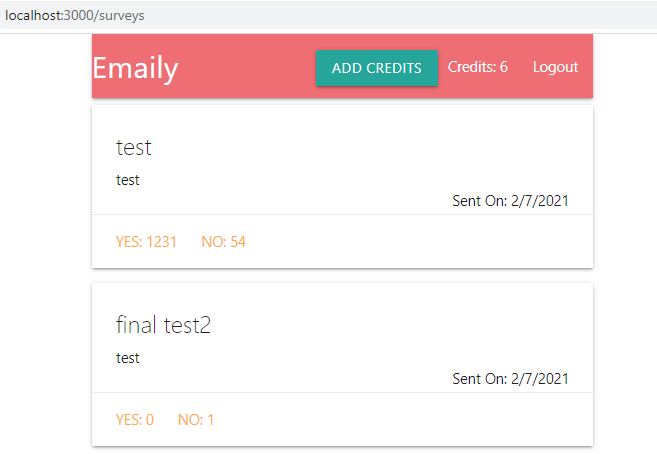 localhost:3000/surveys
Emaily ADD CREDITS Credits: 6 Logout
test
test
Sent On: 2/7/2021
YES: 1231 NO: 54
final test2
test
Sent On: 2/7/2021
YES: 0 NO: 1